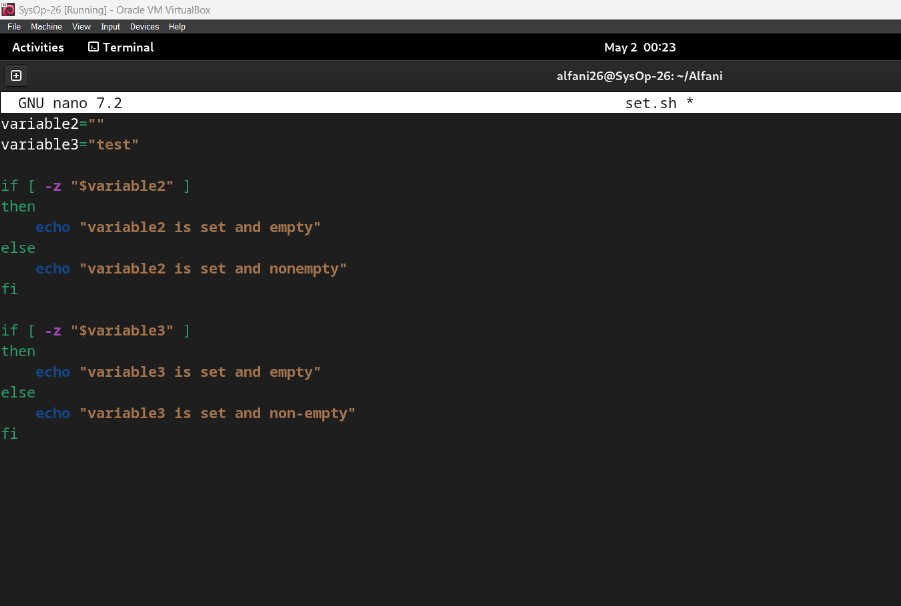 SysOp-26 [Running] - Oracle VM VirtualBox
File Machine View Input Devices Help
Activities Terminal May 2 00:23
alfani26@SysOp-26: ~/Alfani
GNU nano 7.2 set.sh *
variable2=""
variable3="test"
if [ -z "$variable2" ]
then
echo "variable2 is set and empty"
else
echo "variable2 is set and nonempty"
fi
if [ -z "$variable3" ]
then
echo "variable3 is set and empty"
else
echo "variable3 is set and non-empty"
fi